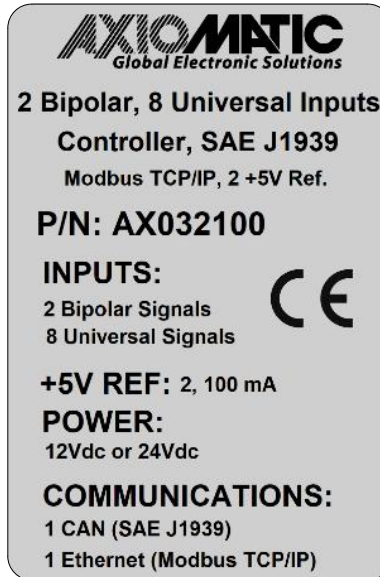 AXIOMATIC
Global Electronic Solutions
2 Bipolar, 8 Universal Inputs
Controller, SAE J1939
Modbus TCP/IP, 2 +5V Ref.
P/N: AX032100
INPUTS:
2 Bipolar Signals
8 Universal Signals
CE
+5V REF: 2, 100 mA
POWER:
12Vdc or 24Vdc
COMMUNICATIONS:
1 CAN (SAE J1939)
1 Ethernet (Modbus TCP/IP)